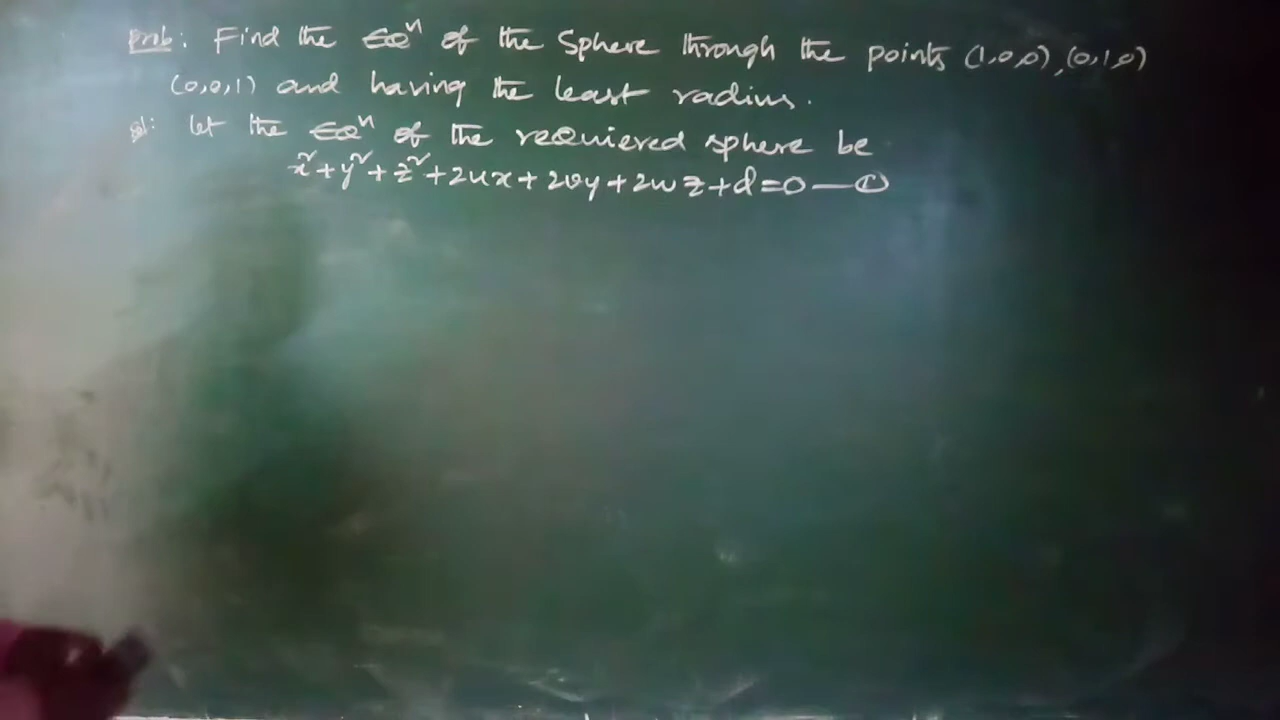 Prob: Find the Eqⁿ of the Sphere through the points (1,0,0), (0,1,0)
(0,0,1) and having the least radius.
Sol: Let the Eqⁿ of the requiered sphere be
x²+y²+z²+2ux+2vy+2wz+d=0—①